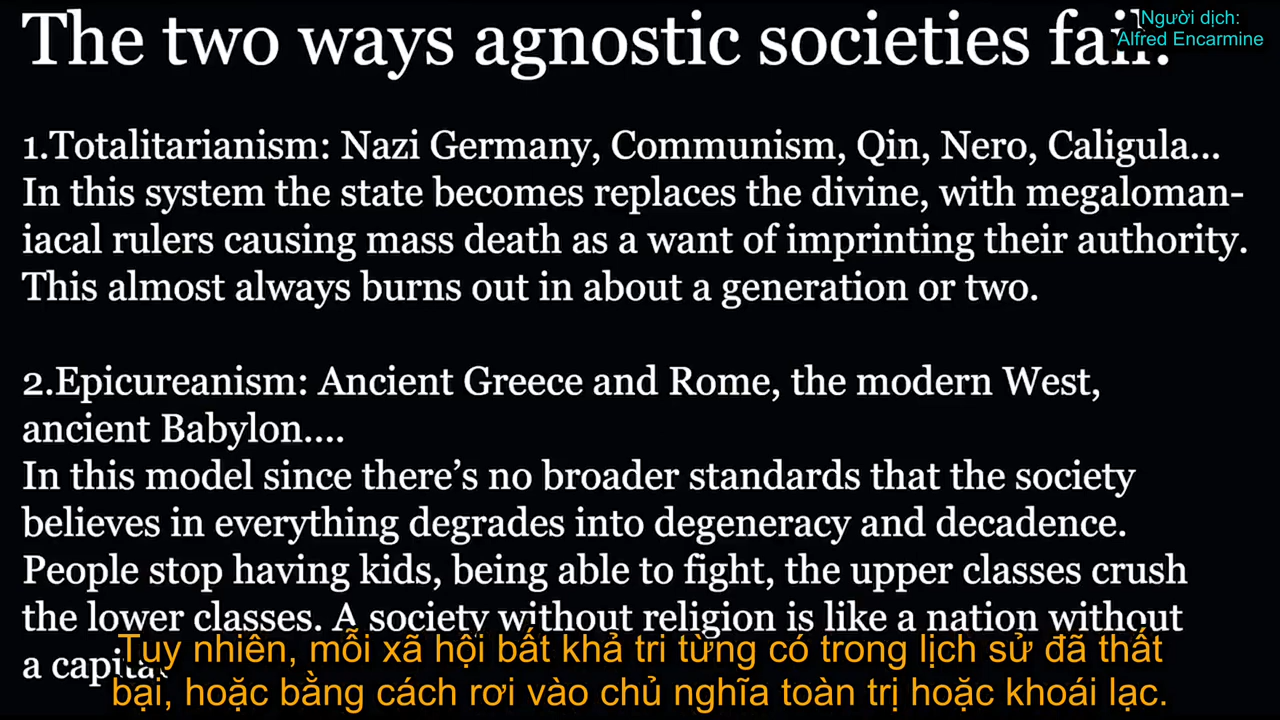 The two ways agnostic societies fail:
Người dịch:
Alfred Encarmine
1.Totalitarianism: Nazi Germany, Communism, Qin, Nero, Caligula...
In this system the state becomes replaces the divine, with megaloman-
iacal rulers causing mass death as a want of imprinting their authority.
This almost always burns out in about a generation or two.
2.Epicureanism: Ancient Greece and Rome, the modern West,
ancient Babylon....
In this model since there's no broader standards that the society
believes in everything degrades into degeneracy and decadence.
People stop having kids, being able to fight, the upper classes crush
the lower classes. A society without religion is like a nation without
a
Tuy nhiên, mỗi xã hội bất khả tri từng có trong lịch sử đã thất
bại, hoặc bằng cách rơi vào chủ nghĩa toàn trị hoặc khoái lạc.